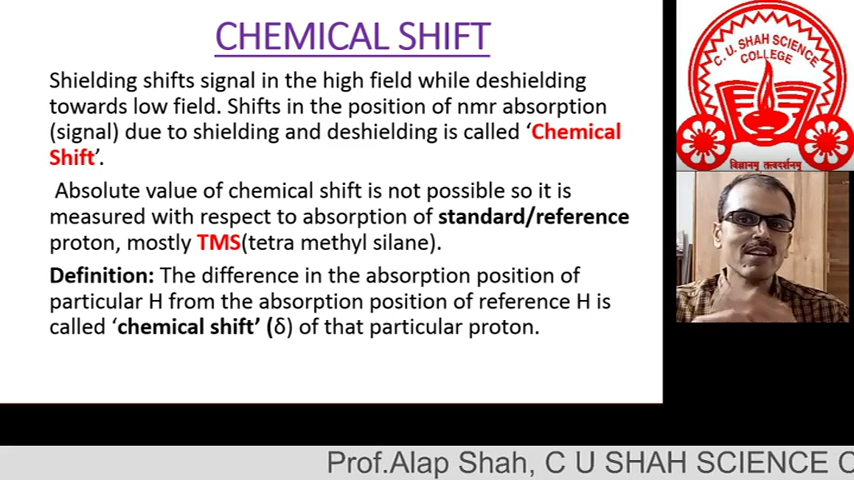 CHEMICAL SHIFT
Shielding shifts signal in the high field while deshielding
towards low field. Shifts in the position of nmr absorption
(signal) due to shielding and deshielding is called ‘Chemical
Shift’.
Absolute value of chemical shift is not possible so it is
measured with respect to absorption of standard/reference
proton, mostly TMS(tetra methyl silane).
Definition: The difference in the absorption position of
particular H from the absorption position of reference H is
called ‘chemical shift’ (δ) of that particular proton.
C. U. SHAH SCIENCE
COLLEGE
विज्ञानम् तत्वदर्शनम्
Prof.Alap Shah, C U SHAH SCIENCE C